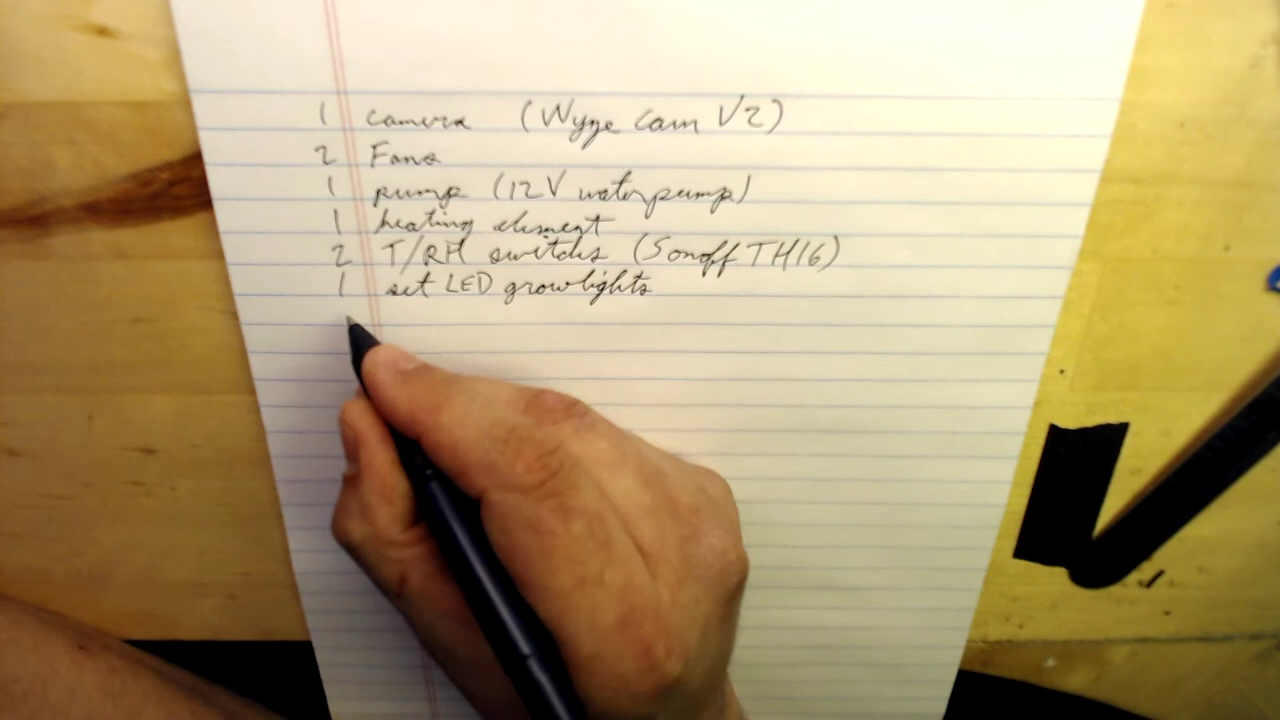 1 camera (Wyze Cam V2)
2 Fans
1 pump (12V waterpump)
1 heating element
2 T/RH switches (Sonoff TH16)
1 set LED growlights